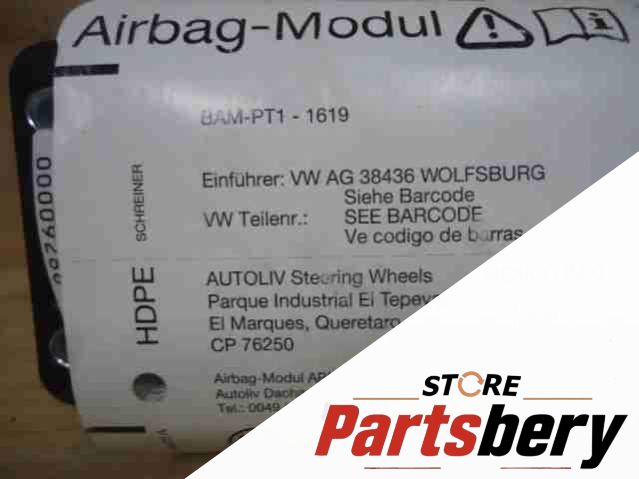 Airbag-Modul
BAM-PT1 - 1619
Einführer: VW AG 38436 WOLFSBURG
Siehe Barcode
VW Teilenr.: SEE BARCODE
Ve codigo de barras
AUTOLIV Steering Wheels
Parque Industrial El
El Marques, Queretaro
CP 76250
Airbag-Modul
Autoliv
Tel.: 0049
HDPE SCHREINER
STORE
Partsbery